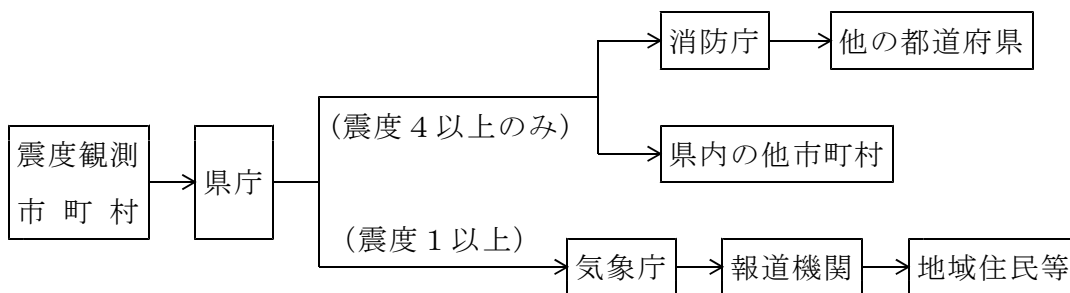 消防庁
他の都道府県
（震度４以上のみ）
震度観測
市町村
県庁
県内の他市町村
（震度１以上）
気象庁
報道機関
地域住民等